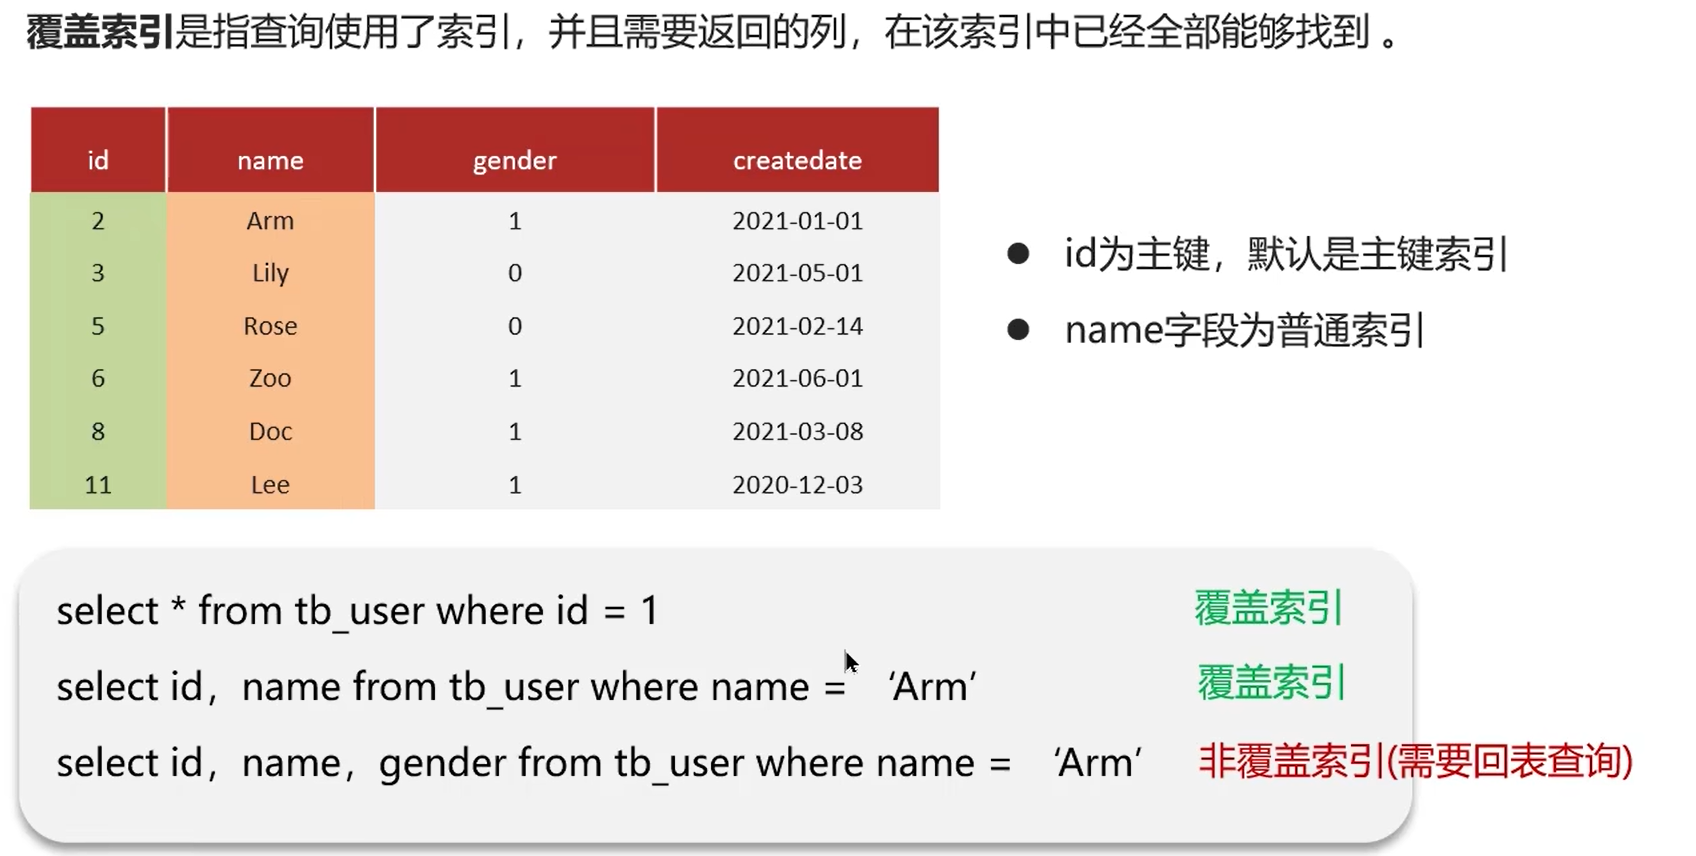 覆盖索引是指查询使用了索引，并且需要返回的列，在该索引中已经全部能够找到 。
id name gender createdate
2 Arm 1 2021-01-01
3 Lily 0 2021-05-01
5 Rose 0 2021-02-14
6 Zoo 1 2021-06-01
8 Doc 1 2021-03-08
11 Lee 1 2020-12-03
● id为主键，默认是主键索引
● name字段为普通索引
select * from tb_user where id = 1 覆盖索引
select id，name from tb_user where name = ‘Arm’ 覆盖索引
select id，name，gender from tb_user where name = ‘Arm’ 非覆盖索引(需要回表查询)